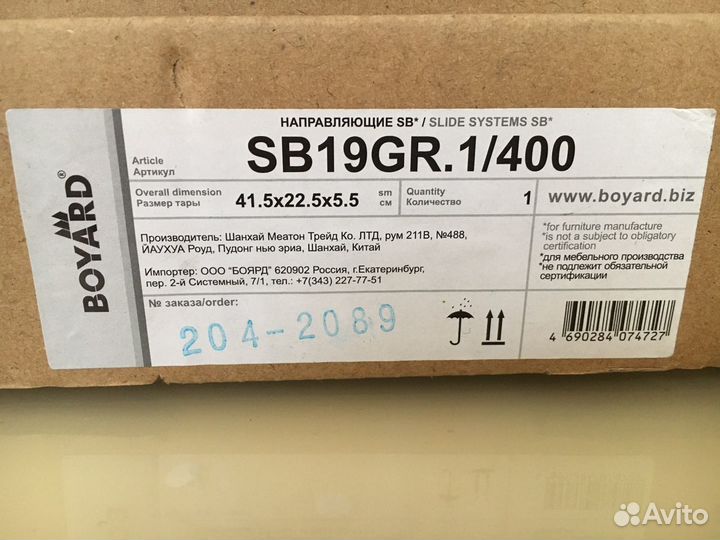 BOYARD®
НАПРАВЛЯЮЩИЕ SB* / SLIDE SYSTEMS SB*
Article
Артикул
SB19GR.1/400
Overall dimension
Размер тары
41.5x22.5x5.5
sm
см
Quantity
Количество
1
www.boyard.biz
Производитель: Шанхай Меатон Трейд Ко. ЛТД, рум 211В, №488,
ЙАУХУА Роуд, Пудонг нью эриа, Шанхай, Китай
Импортер: ООО "БОЯРД" 620902 Россия, г.Екатеринбург,
пер. 2-й Системный, 7/1, тел.: +7(343) 227-77-51
*for furniture manufacture
*is not a subject to obligatory
certification
*для мебельного производства
*не подлежит обязательной
сертификации
№ заказа/order:
204-2089
4 690284 074727
Avito